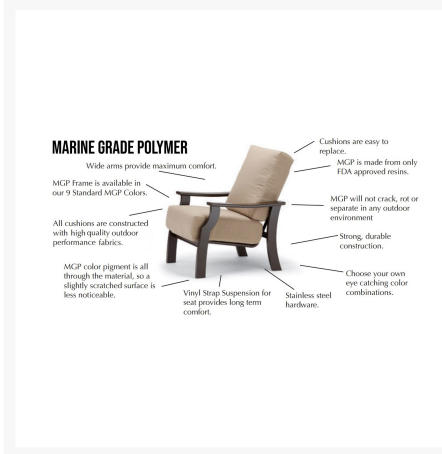 MARINE GRADE POLYMER
Wide arms provide maximum comfort.
MGP Frame is available in
our 9 Standard MGP Colors.
All cushions are constructed
with high quality outdoor
performance fabrics.
MGP color pigment is all
through the material, so a
slightly scratched surface is
less noticeable.
Vinyl Strap Suspension for
seat provides long term
comfort.
Stainless steel
hardware.
Cushions are easy to
replace.
MGP is made from only
FDA approved resins.
MGP will not crack, rot or
separate in any outdoor
environment
Strong, durable
construction.
Choose your own
eye catching color
combinations.